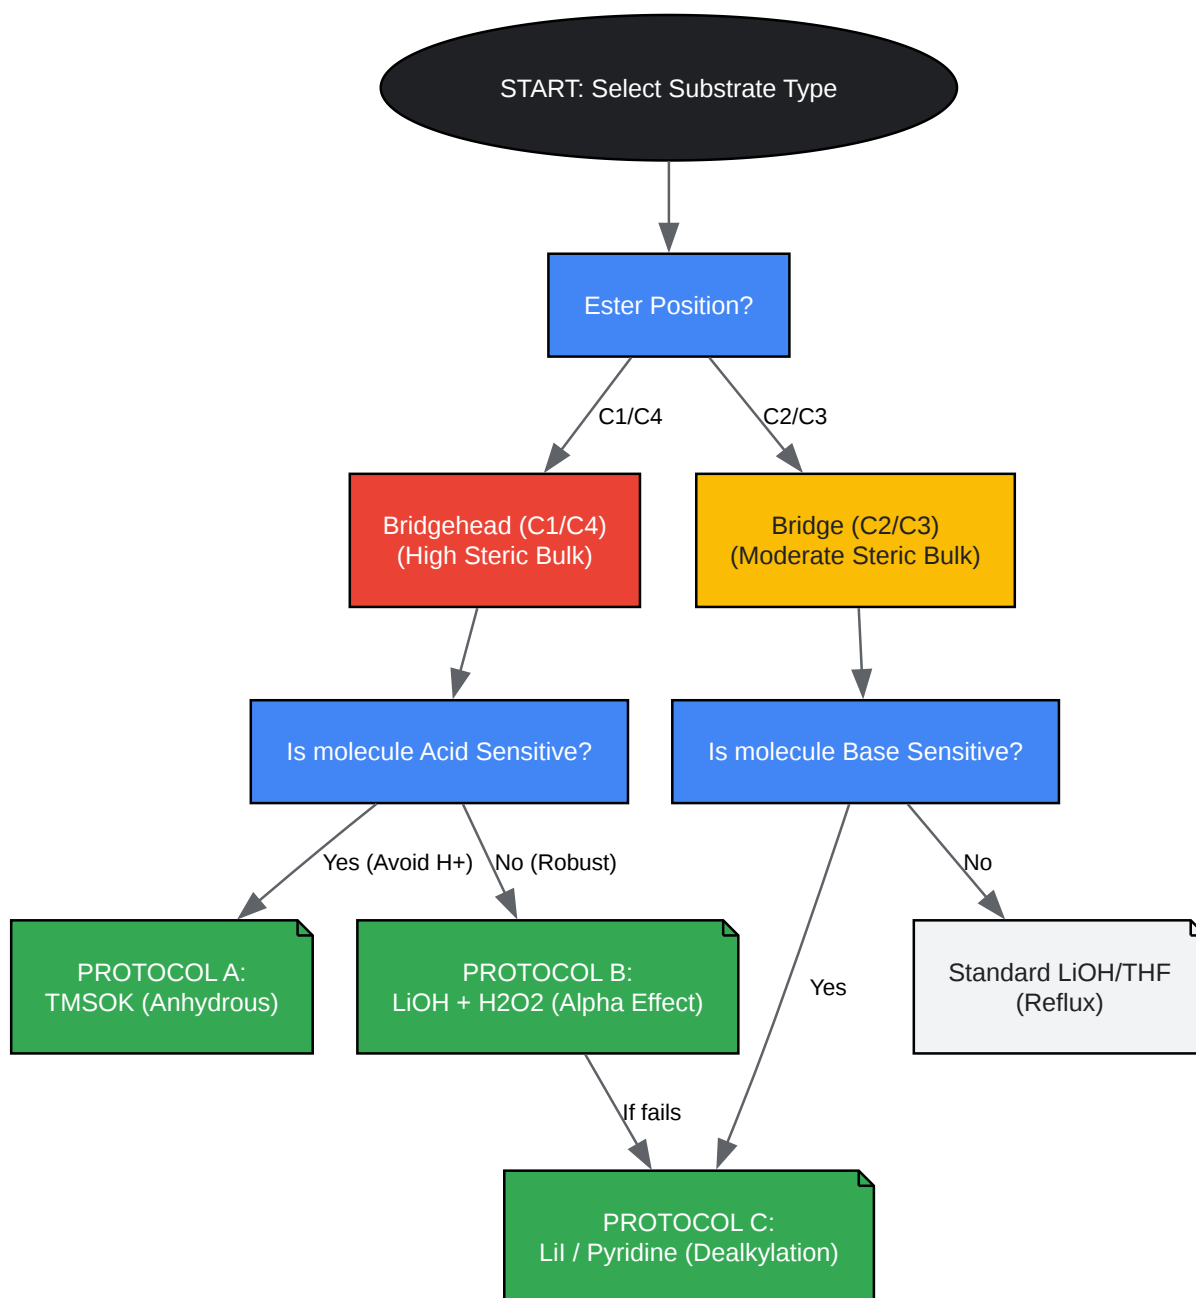 START: Select Substrate Type
Ester Position?
C1/C4
C2/C3
Bridgehead (C1/C4)
(High Steric Bulk)
Bridge (C2/C3)
(Moderate Steric Bulk)
Is molecule Acid Sensitive?
Is molecule Base Sensitive?
Yes (Avoid H+)
No (Robust)
No
PROTOCOL A:
TMSOK (Anhydrous)
PROTOCOL B:
LiOH + H2O2 (Alpha Effect)
Yes
Standard LiOH/THF
(Reflux)
If fails
PROTOCOL C:
LiI / Pyridine (Dealkylation)